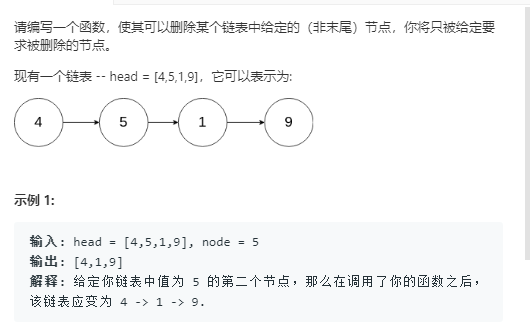 请编写一个函数，使其可以删除某个链表中给定的（非末尾）节点，你将只被给定要
求被删除的节点。
现有一个链表 -- head = [4,5,1,9]，它可以表示为:
4 5 1 9
示例 1:
输入: head = [4,5,1,9], node = 5
输出: [4,1,9]
解释: 给定你链表中值为 5 的第二个节点，那么在调用了你的函数之后，
该链表应变为 4 -> 1 -> 9.